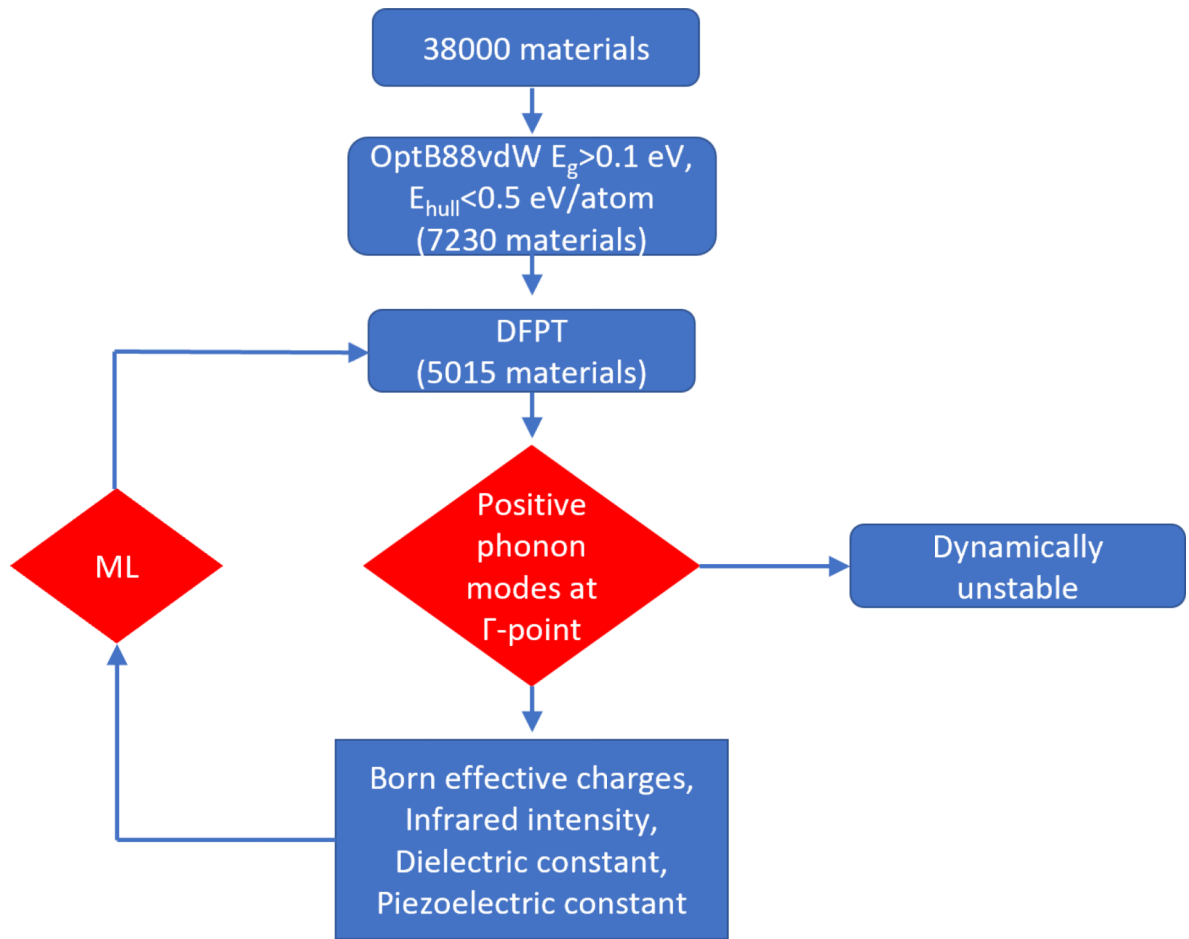 38000 materials
OptB88vdW Eg>0.1 eV,
Ehull<0.5 eV/atom
(7230 materials)
DFPT
(5015 materials)
Positive
phonon
modes at
Γ-point
ML
Dynamically
unstable
Born effective charges,
Infrared intensity,
Dielectric constant,
Piezoelectric constant